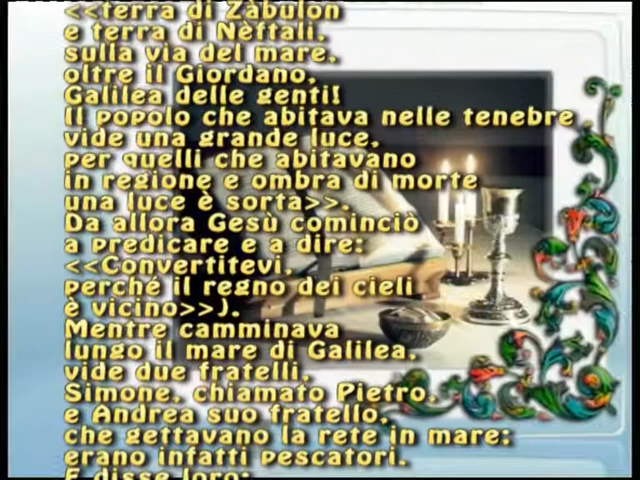 <<terra di Zàbulon
e terra di Nèftali,
sulla via del mare,
oltre il Giordano,
Galilea delle genti!
Il popolo che abitava nelle tenebre
vide una grande luce,
per quelli che abitavano
in regione e ombra di morte
una luce è sorta>>.
Da allora Gesù cominciò
a predicare e a dire:
<<Convertitevi,
perché il regno dei cieli
è vicino>>).
Mentre camminava
lungo il mare di Galilea,
vide due fratelli,
Simone, chiamato Pietro,
e Andrea suo fratello,
che gettavano la rete in mare;
erano infatti pescatori.
E disse loro: